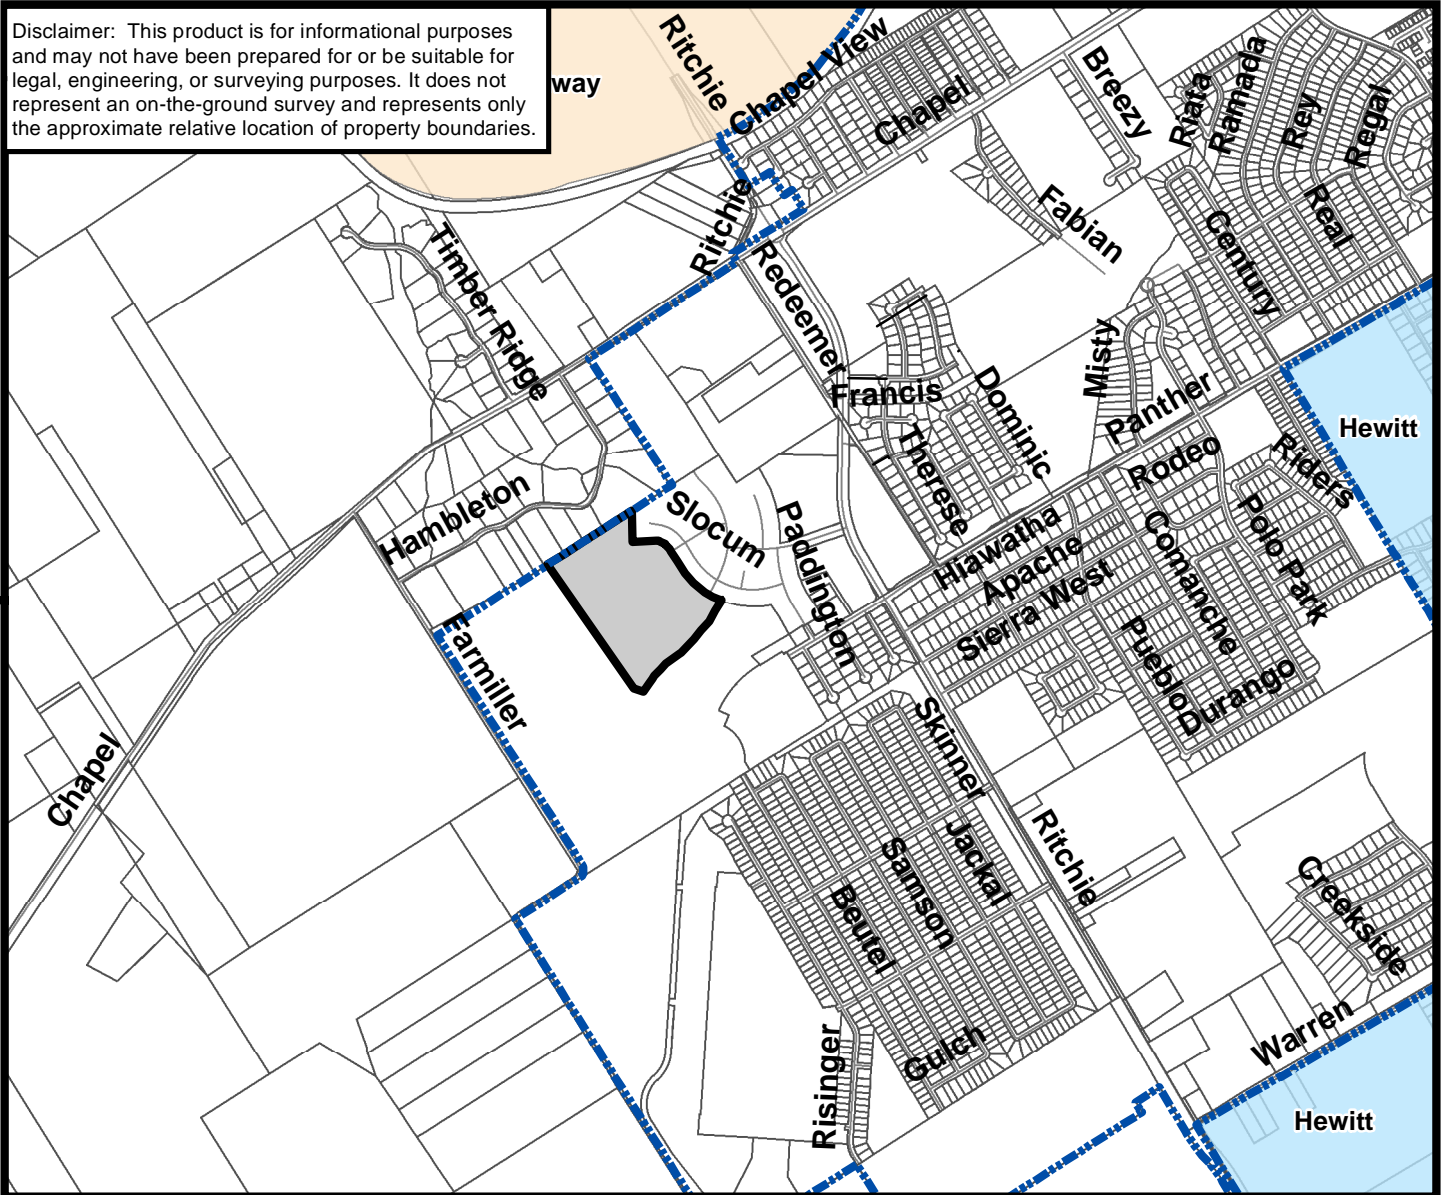 Disclaimer: This product is for informational purposes
and may not have been prepared for or be suitable for
legal, engineering, or surveying purposes. It does not
represent an on-the-ground survey and represents only
the approximate relative location of property boundaries.
way
Ritchie
Chapel View
Chapel
Breezy
Riata
Ramada
Rey
Regal
Ritchie
Fabian
Century
Real
Timber Ridge
Redeemer
Misty
Francis
Dominic
Panther
Hewitt
Therese
Rodeo
Riders
Hambleton
Slocum
Paddington
Hiawatha
Apache
Sierra West
Comanche
Polo Park
Earmiller
Pueblo
Durango
Skinner
Chapel
Jackal
Samson
Beutel
Ritchie
Creekside
Risinger
Gulch
Warren
Hewitt